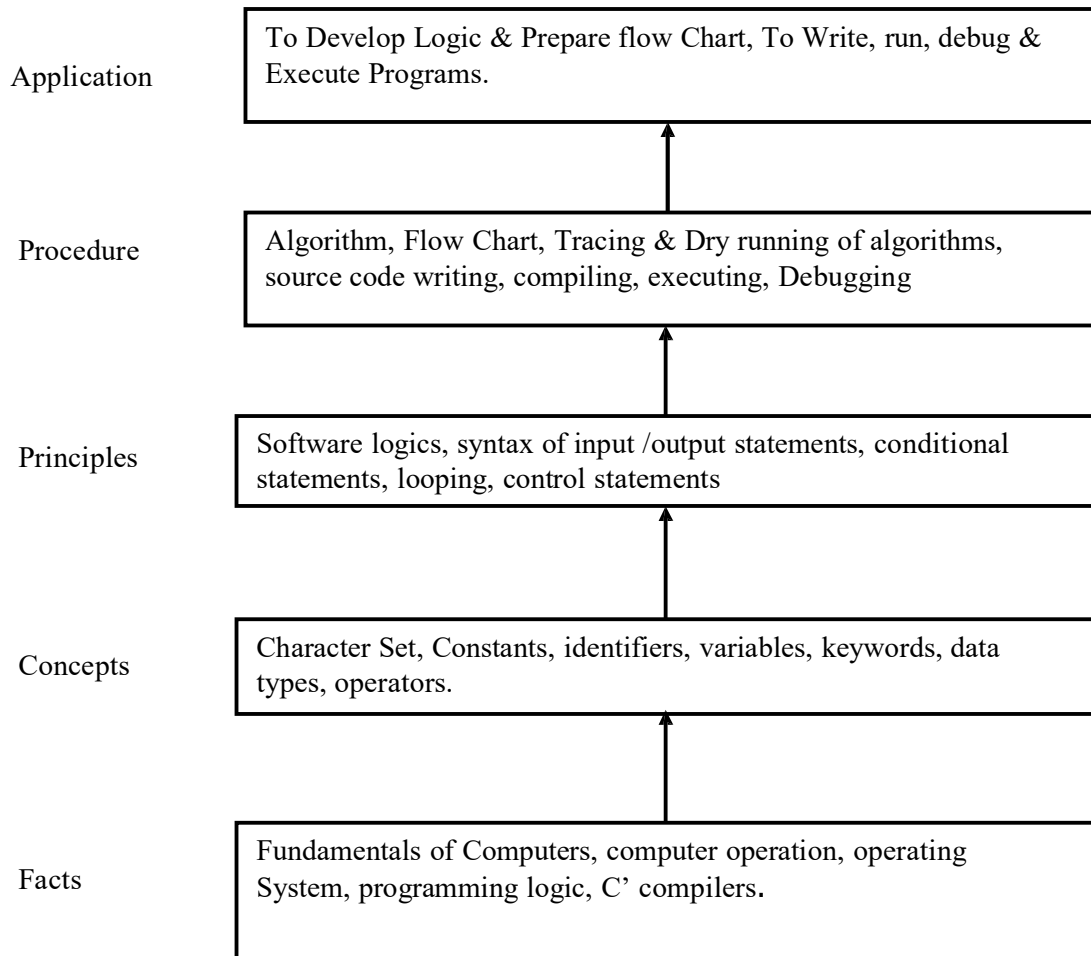 Application
To Develop Logic & Prepare flow Chart, To Write, run, debug &
Execute Programs.
Procedure
Algorithm, Flow Chart, Tracing & Dry running of algorithms,
source code writing, compiling, executing, Debugging
Principles
Software logics, syntax of input /output statements, conditional
statements, looping, control statements
Concepts
Character Set, Constants, identifiers, variables, keywords, data
types, operators.
Facts
Fundamentals of Computers, computer operation, operating
System, programming logic, C’ compilers.